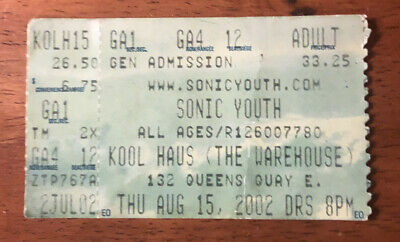 KOLH15 GA1 GA4 12 ADULT
26.50 GEN ADMISSION 33.25
6.75 WWW.SONICYOUTH.COM
GA1 SONIC YOUTH
TM 2X ALL AGES/R126007780
GA4 12 KOOL HAUS (THE WAREHOUSE)
ZTP767A 132 QUEENS QUAY E.
2JUL02 EO THU AUG 15, 2002 DRS 8PM EO